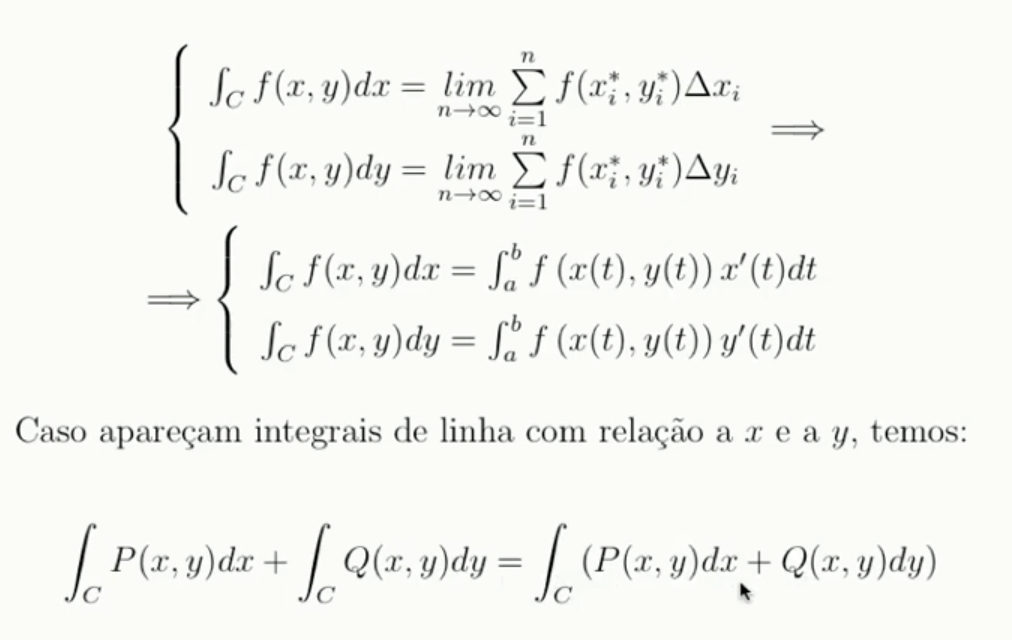 ∫_C f(x, y)dx = lim_{n→∞} ∑_{i=1}^{n} f(x_i^*, y_i^*)Δx_i
⟹
∫_C f(x, y)dy = lim_{n→∞} ∑_{i=1}^{n} f(x_i^*, y_i^*)Δy_i
∫_C f(x, y)dx = ∫_a^b f (x(t), y(t)) x′(t)dt
⟹
∫_C f(x, y)dy = ∫_a^b f (x(t), y(t)) y′(t)dt
Caso apareçam integrais de linha com relação a x e a y, temos:
∫_C P(x, y)dx + ∫_C Q(x, y)dy = ∫_C (P(x, y)dx + Q(x, y)dy)